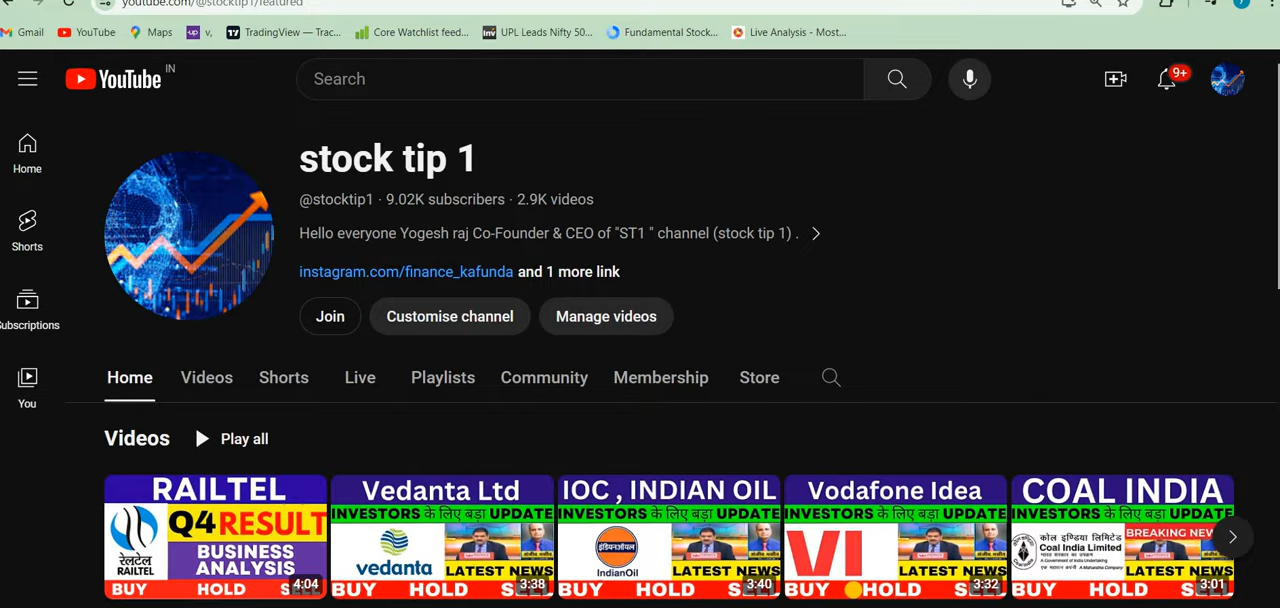 youtube.com/@stocktip1/featured
Gmail YouTube Maps v, TradingView — Trac... Core Watchlist feed... UPL Leads Nifty 50... Fundamental Stock... Live Analysis - Most...
YouTube IN
Search
9+
Home
Shorts
Subscriptions
You
stock tip 1
@stocktip1 · 9.02K subscribers · 2.9K videos
Hello everyone Yogesh raj Co-Founder & CEO of "ST1 " channel (stock tip 1) .
instagram.com/finance_kafunda and 1 more link
Join Customise channel Manage videos
Home Videos Shorts Live Playlists Community Membership Store
Videos Play all
RAILTEL
Q4 RESULT
रेलटेल
RAILTEL
BUSINESS
ANALYSIS
BUY HOLD SELL
4:04
Vedanta Ltd
INVESTORS के लिए बड़ा UPDATE
vedanta
LATEST NEWS
BUY HOLD SELL
3:38
IOC , INDIAN OIL
INVESTORS के लिए बड़ा UPDATE
इंडियनऑयल
IndianOil
LATEST NEWS
BUY HOLD SELL
3:40
Vodafone Idea
INVESTORS के लिए बड़ा UPDATE
VI
LATEST NEWS
BUY HOLD SELL
3:32
COAL INDIA
INVESTORS के लिए बड़ा UPDATE
कोल इण्डिया लिमिटेड
Coal India Limited
BREAKING NEW
LATEST NEWS
BUY HOLD SELL
3:01